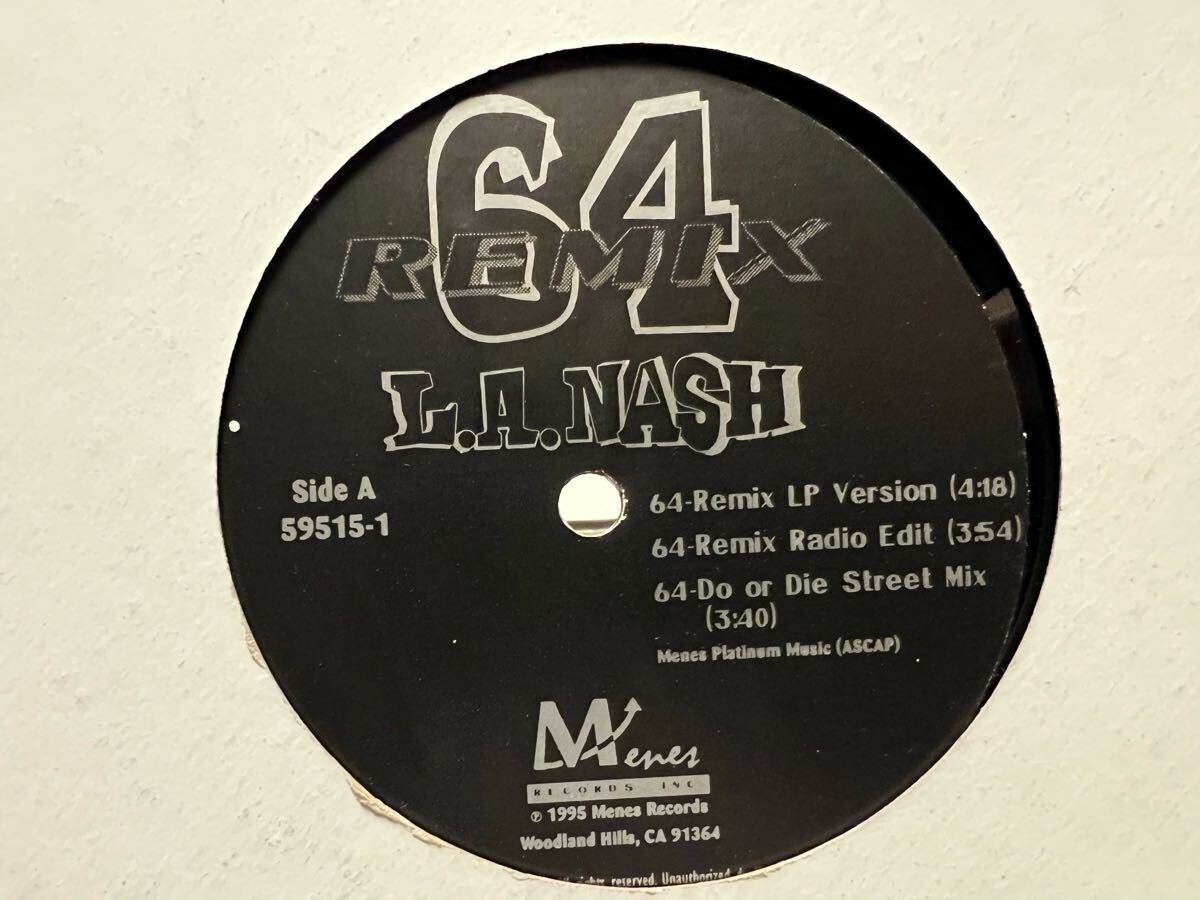 64
REMIX
L.A.NASH
Side A
59515-1
64-Remix LP Version (4:18)
64-Remix Radio Edit (3:54)
64-Do or Die Street Mix
(3:40)
Menes Platinum Music (ASCAP)
Menes
RECORDS INC.
℗ 1995 Menes Records
Woodland Hills, CA 91364
reserved. Unauthorized